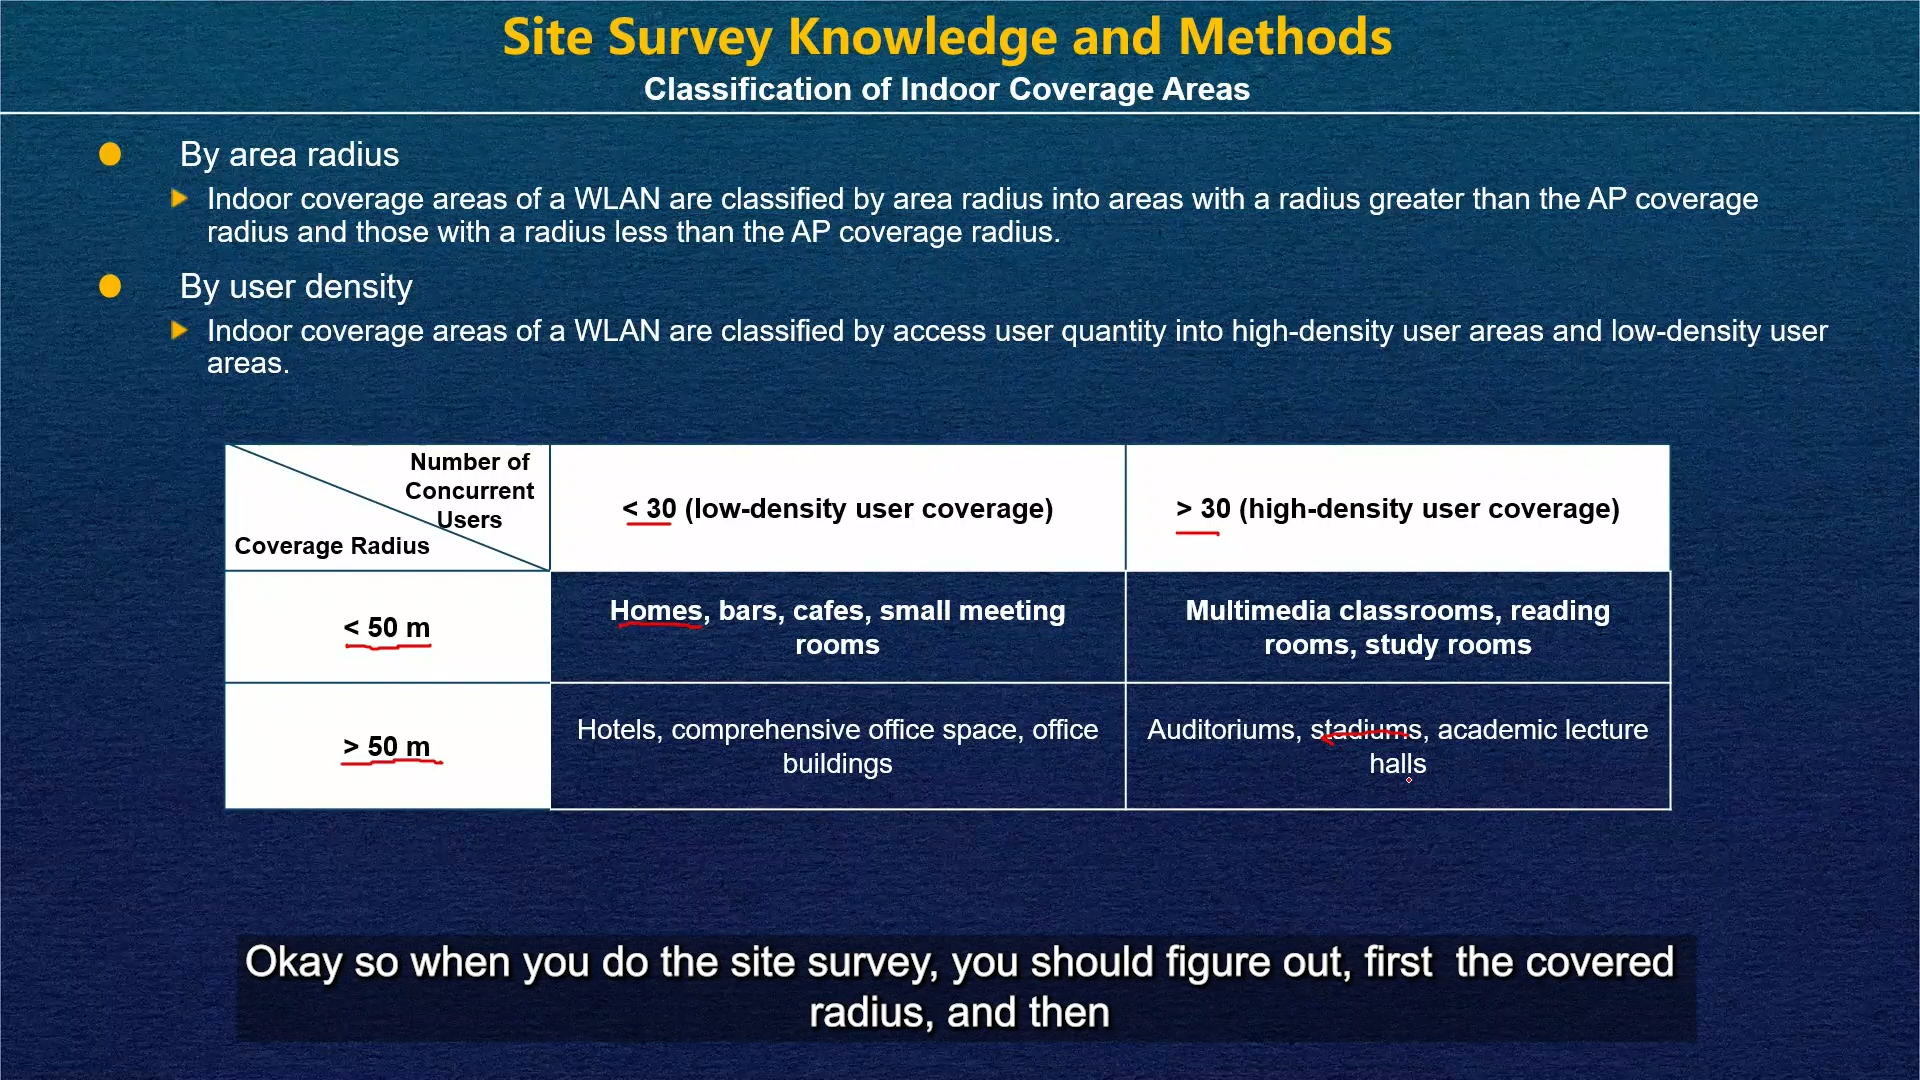 Site Survey Knowledge and Methods
Classification of Indoor Coverage Areas
By area radius
Indoor coverage areas of a WLAN are classified by area radius into areas with a radius greater than the AP coverage
radius and those with a radius less than the AP coverage radius.
By user density
Indoor coverage areas of a WLAN are classified by access user quantity into high-density user areas and low-density user
areas.
Number of
Concurrent
Users
Coverage Radius
< 30 (low-density user coverage)
> 30 (high-density user coverage)
< 50 m
Homes, bars, cafes, small meeting
rooms
Multimedia classrooms, reading
rooms, study rooms
> 50 m
Hotels, comprehensive office space, office
buildings
Auditoriums, stadiums, academic lecture
halls
Okay so when you do the site survey, you should figure out, first  the covered
radius, and then